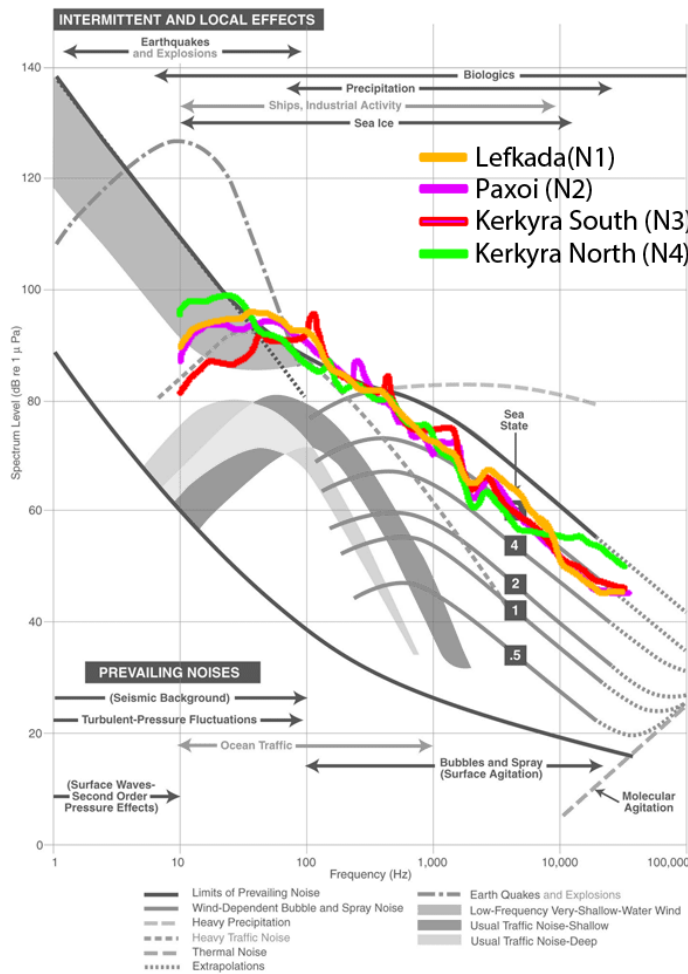 INTERMITTENT AND LOCAL EFFECTS
Earthquakes
and Explosions
Biologics
Precipitation
Ships, Industrial Activity
Sea Ice
Lefkada(N1)
Paxoi (N2)
Kerkyra South (N3)
Kerkyra North (N4)
140
120
100
80
60
40
20
0
Spectrum Level (dB re 1 µ Pa)
Sea
State
4
2
1
.5
PREVAILING NOISES
(Seismic Background)
Turbulent-Pressure Fluctuations
Ocean Traffic
Bubbles and Spray
(Surface Agitation)
(Surface Waves-
Second Order
Pressure Effects)
Molecular
Agitation
1
10
100
1,000
10,000
100,000
Frequency (Hz)
Limits of Prevailing Noise
Wind-Dependent Bubble and Spray Noise
Heavy Precipitation
Heavy Traffic Noise
Thermal Noise
Extrapolations
Earth Quakes and Explosions
Low-Frequency Very-Shallow-Water Wind
Usual Traffic Noise-Shallow
Usual Traffic Noise-Deep